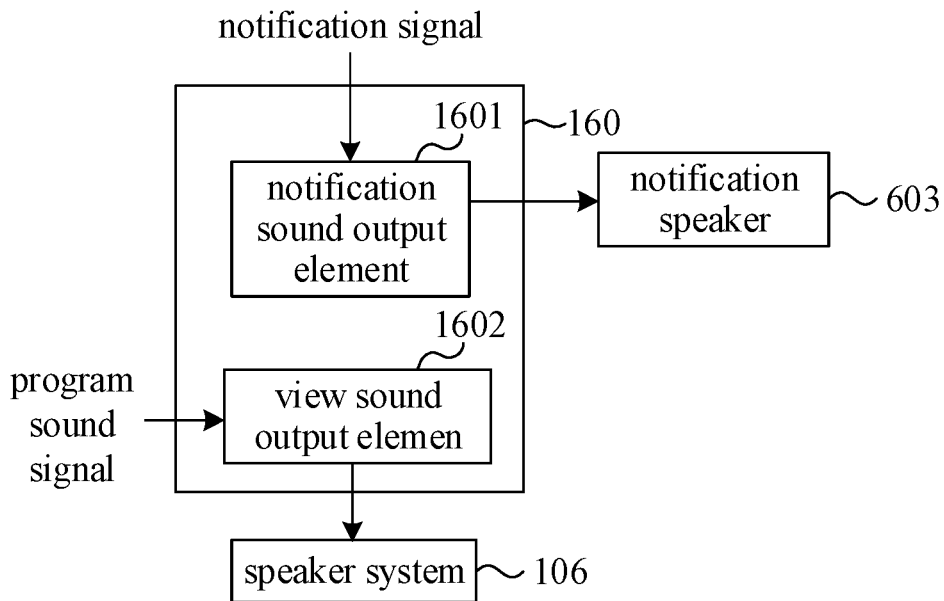 notification signal
1601
160
notification
sound output
element
notification
speaker
603
1602
program
sound
signal
view sound
output elemen
speaker system
106